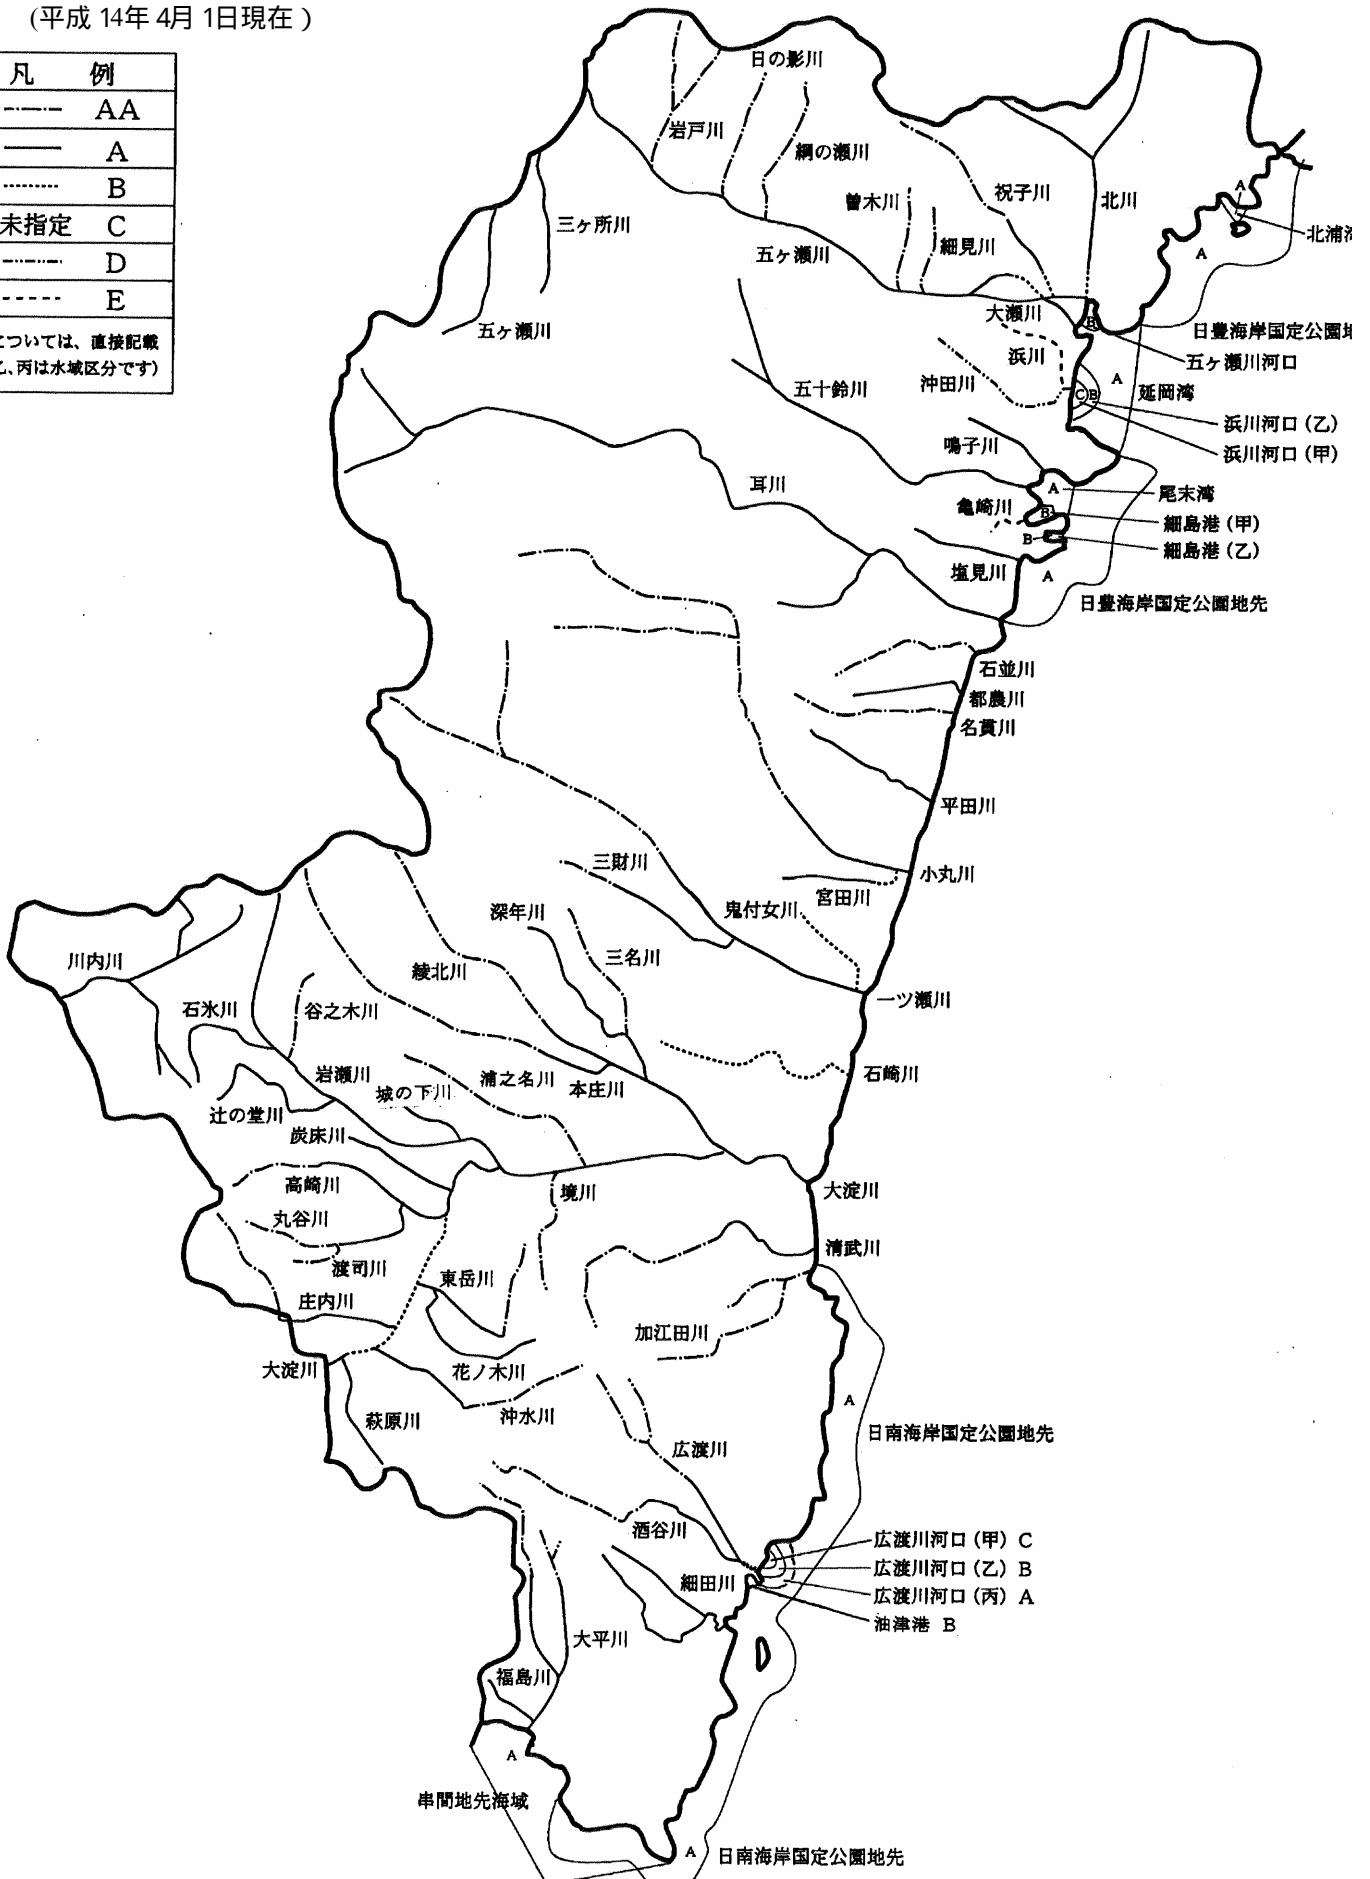 (平成 14年 4月 1日現在 )
凡 例
AA
A
B
未指定 C
D
E
については、直接記載
乙、丙は水域区分です)
日の影川
岩戸川
綱の瀬川
曽木川
祝子川
北川
A
北浦湾
三ヶ所川
五ヶ瀬川
細見川
A
五ヶ瀬川
大瀬川
B
日豊海岸国定公園地
五ヶ瀬川河口
浜川
五十鈴川
沖田川
A
延岡湾
C B
浜川河口(乙)
浜川河口(甲)
鳴子川
耳川
A
尾末湾
亀崎川
B
細島港(甲)
B
細島港(乙)
塩見川
A
日豊海岸国定公園地先
石並川
都農川
名貫川
平田川
三財川
小丸川
宮田川
鬼付女川
深年川
三名川
川内川
綾北川
一ツ瀬川
石氷川
谷之木川
石崎川
岩瀬川
浦之名川
本庄川
城の下川
辻の堂川
炭床川
高崎川
境川
大淀川
丸谷川
清武川
渡司川
東岳川
庄内川
加江田川
大淀川
花ノ木川
沖水川
萩原川
A
日南海岸国定公園地先
広渡川
酒谷川
広渡川河口(甲) C
広渡川河口(乙) B
広渡川河口(丙) A
油津港 B
細田川
大平川
福島川
A
串間地先海域
A
日南海岸国定公園地先